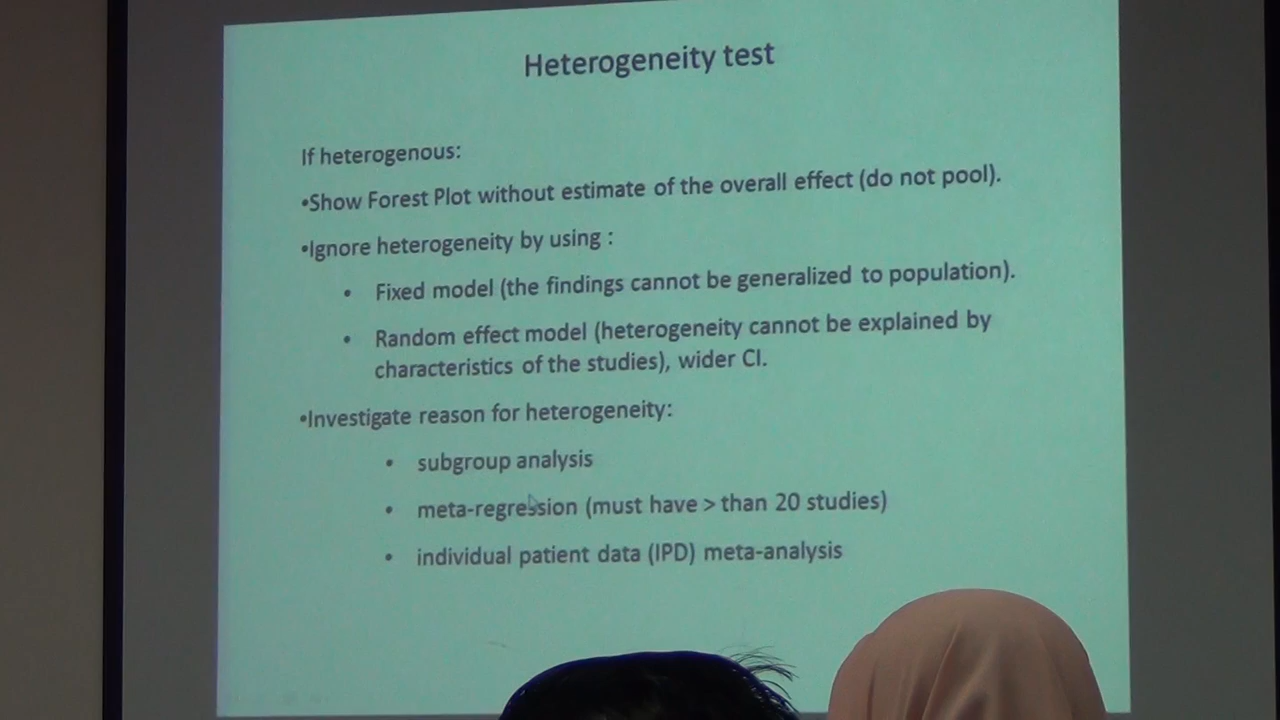 Heterogeneity test
If heterogenous:
•Show Forest Plot without estimate of the overall effect (do not pool).
•Ignore heterogeneity by using :
• Fixed model (the findings cannot be generalized to population).
• Random effect model (heterogeneity cannot be explained by
characteristics of the studies), wider CI.
•Investigate reason for heterogeneity:
• subgroup analysis
• meta-regression (must have > than 20 studies)
• individual patient data (IPD) meta-analysis